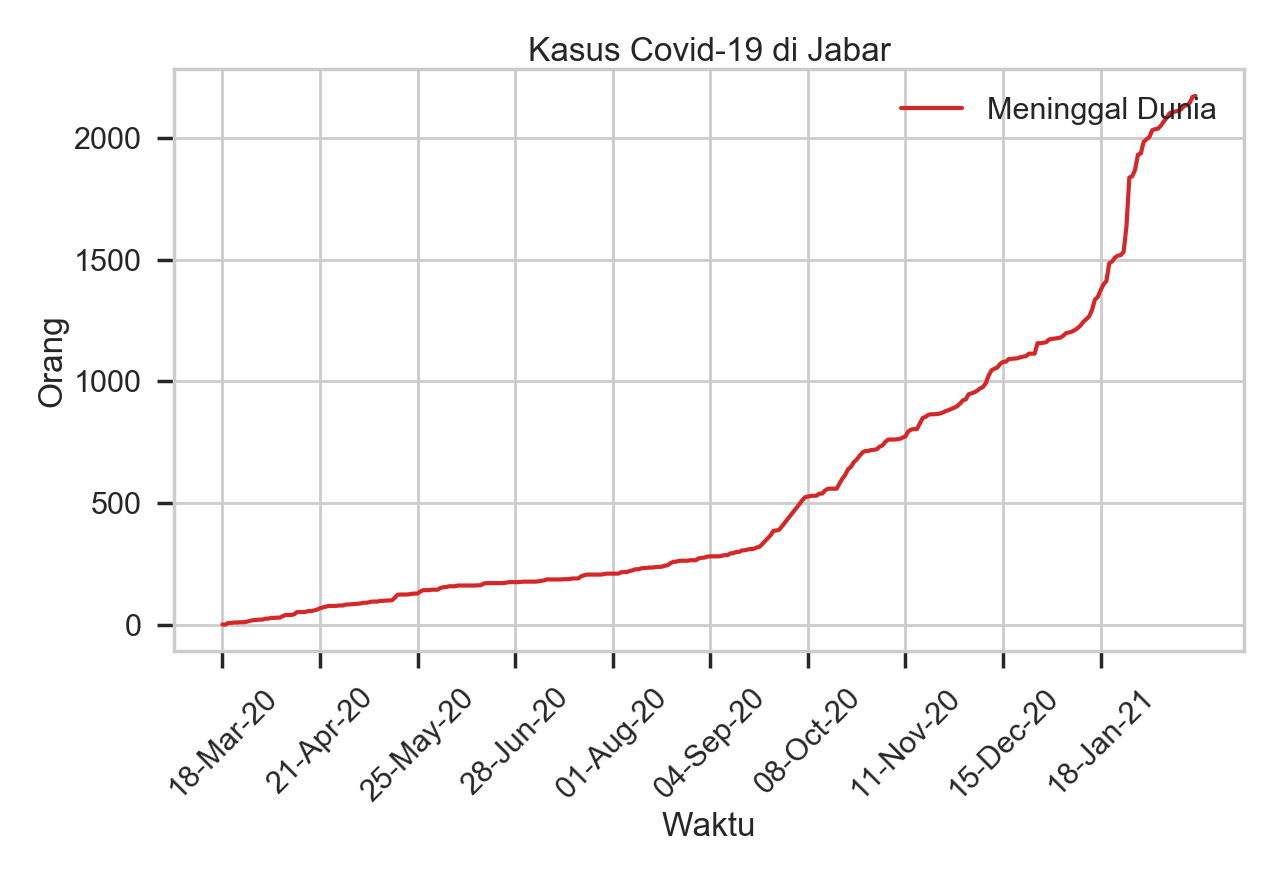 Kasus Covid-19 di Jabar
Meninggal Dunia
2000
1500
1000
500
0
Orang
18-Mar-20
21-Apr-20
25-May-20
28-Jun-20
01-Aug-20
04-Sep-20
08-Oct-20
11-Nov-20
15-Dec-20
18-Jan-21
Waktu